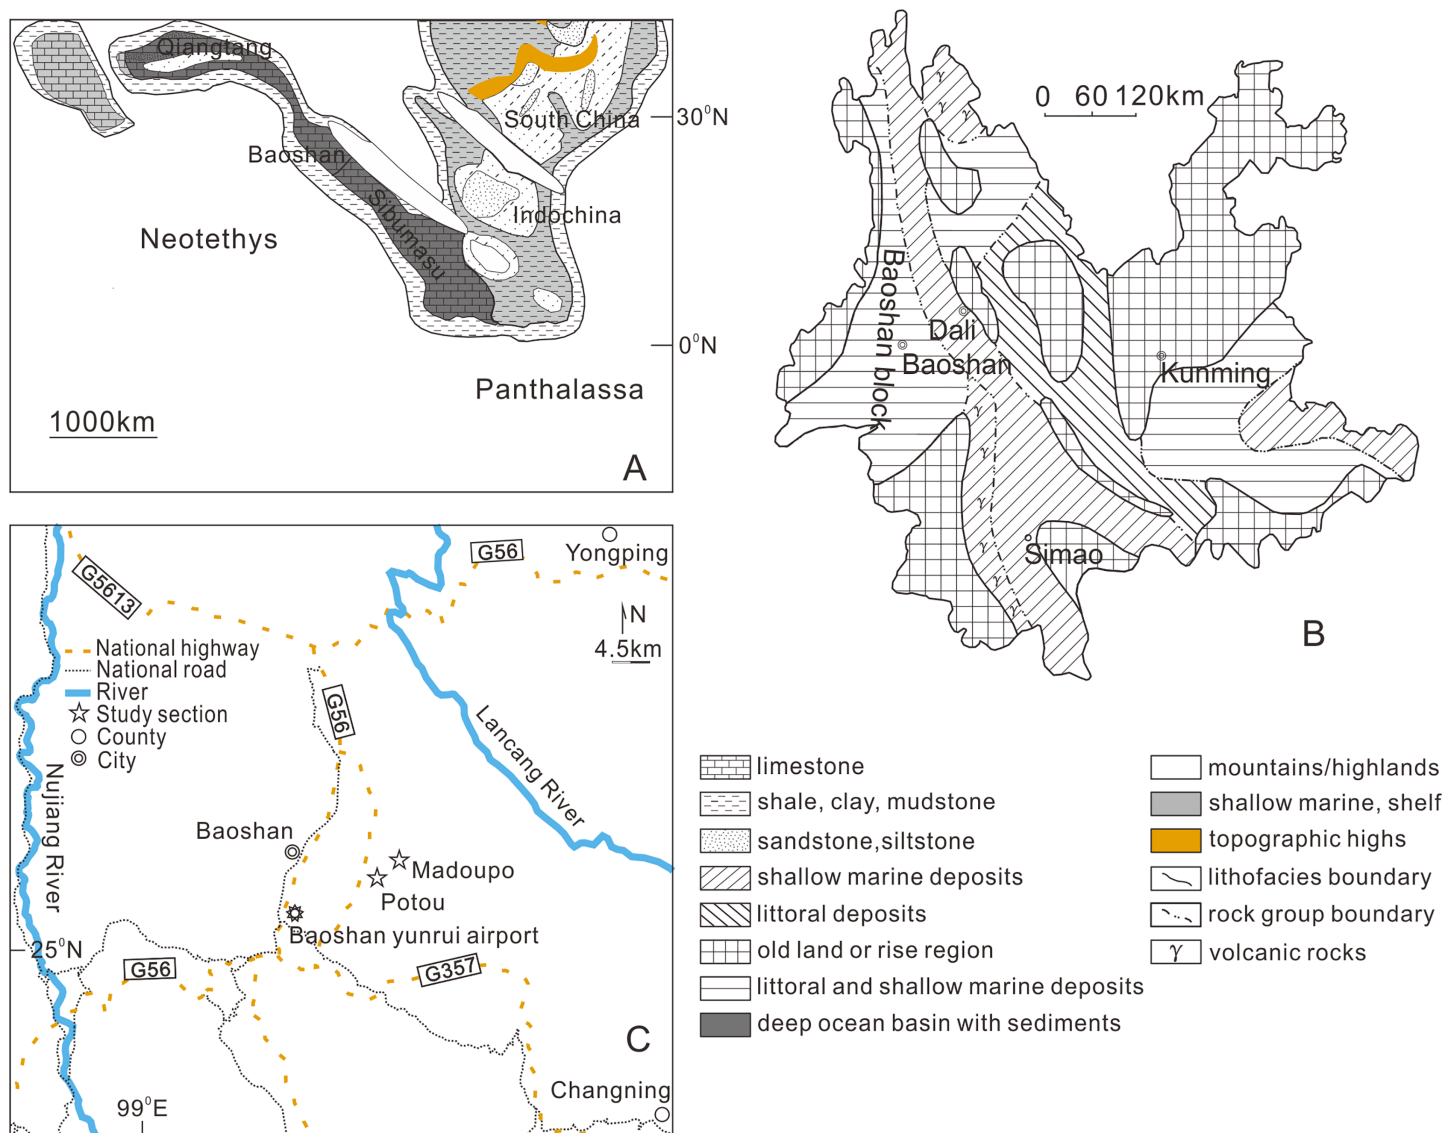 Qiangtang
South China
30⁰N
Baoshan
Sibumasu
Indochina
Neotethys
0⁰N
Panthalassa
1000km
A
0 60 120km
Baoshan block
Dali
Baoshan
Kunming
Simao
B
G5613
G56
Yongping
N
4.5km
National highway
National road
River
Study section
County
City
G56
Lancang River
Nujiang River
Baoshan
Madoupo
Potou
Baoshan yunrui airport
25⁰N
G56
G357
C
Changning
99⁰E
limestone
shale, clay, mudstone
sandstone,siltstone
shallow marine deposits
littoral deposits
old land or rise region
littoral and shallow marine deposits
deep ocean basin with sediments
mountains/highlands
shallow marine, shelf
topographic highs
lithofacies boundary
rock group boundary
γ volcanic rocks